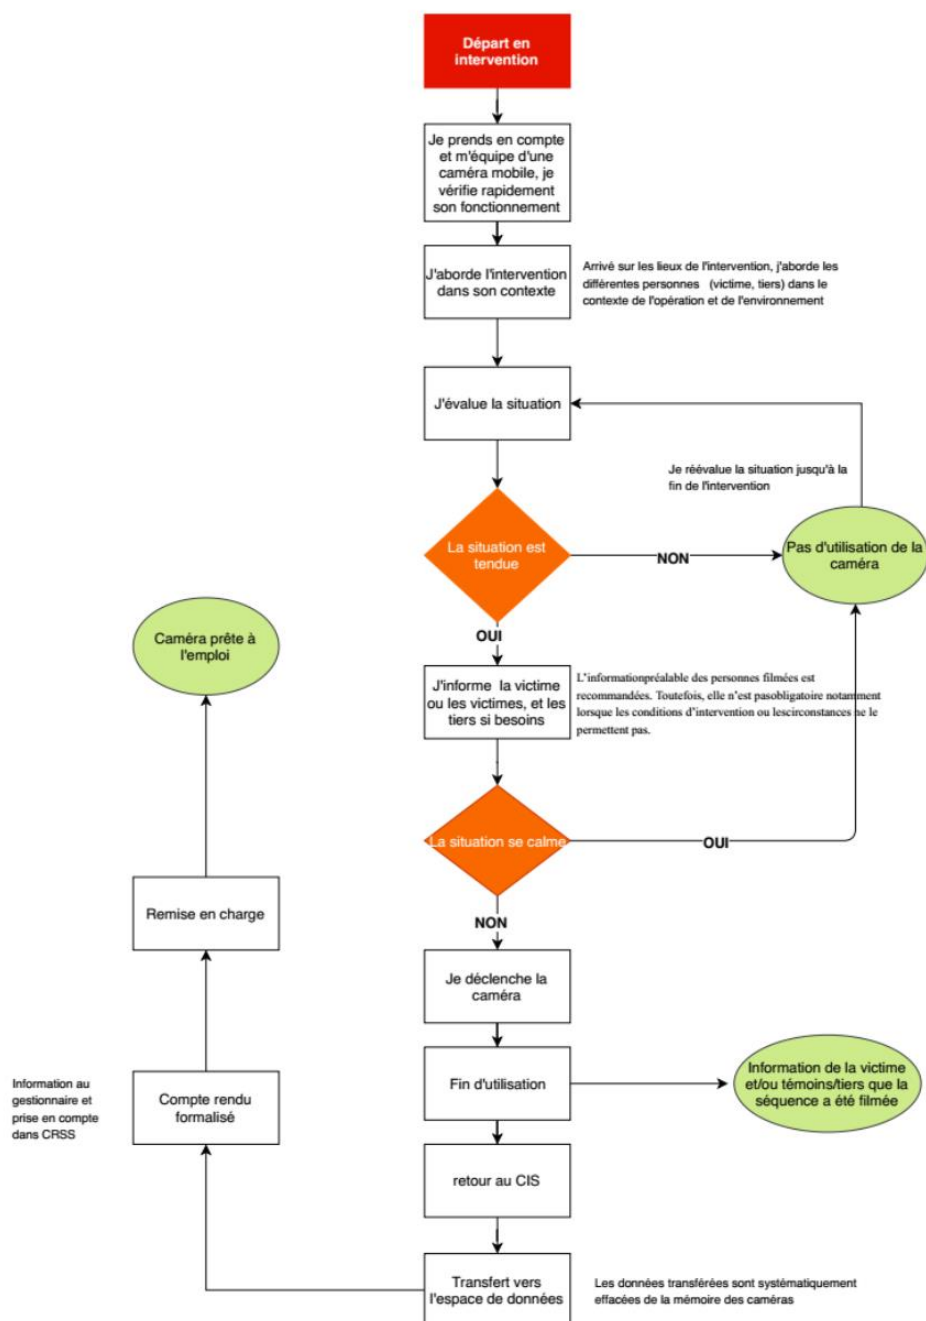 Départ en
intervention
Je prends en compte
et m'équipe d'une
caméra mobile, je
vérifie rapidement
son fonctionnement
J'aborde l'intervention
dans son contexte
Arrivé sur les lieux de l'intervention, j'aborde les
différentes personnes (victime, tiers) dans le
contexte de l'opération et de l'environnement
J'évalue la situation
Je réévalue la situation jusqu'à la
fin de l'intervention
La situation est
tendue
NON
Pas d'utilisation de la
caméra
OUI
Caméra prête à
l'emploi
J'informe la victime
ou les victimes, et les
tiers si besoins
L'informationpréalable des personnes filmées est
recommandées. Toutefois, elle n'est pasobligatoire notamment
lorsque les conditions d'intervention ou lescirconstances ne le
permettent pas.
La situation se calme
OUI
NON
Remise en charge
Je déclenche la
caméra
Fin d'utilisation
Information de la victime
et/ou témoins/tiers que la
séquence a été filmée
Information au
gestionnaire et
prise en compte
dans CRSS
Compte rendu
formalisé
retour au CIS
Transfert vers
l'espace de données
Les données transférées sont systématiquement
effacées de la mémoire des caméras